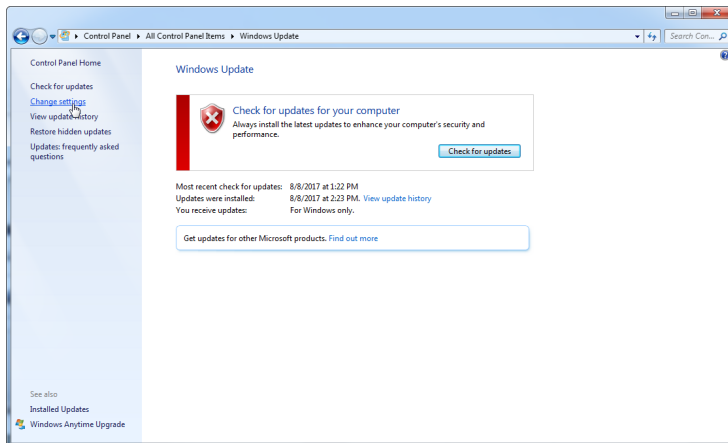 Control Panel ▸ All Control Panel Items ▸ Windows Update
Search Con...
Control Panel Home
Check for updates
Change settings
View update history
Restore hidden updates
Updates: frequently asked
questions
See also
Installed Updates
Windows Anytime Upgrade
Windows Update
Check for updates for your computer
Always install the latest updates to enhance your computer's security and
performance.
Check for updates
Most recent check for updates: 8/8/2017 at 1:22 PM
Updates were installed: 8/8/2017 at 2:23 PM. View update history
You receive updates: For Windows only.
Get updates for other Microsoft products. Find out more